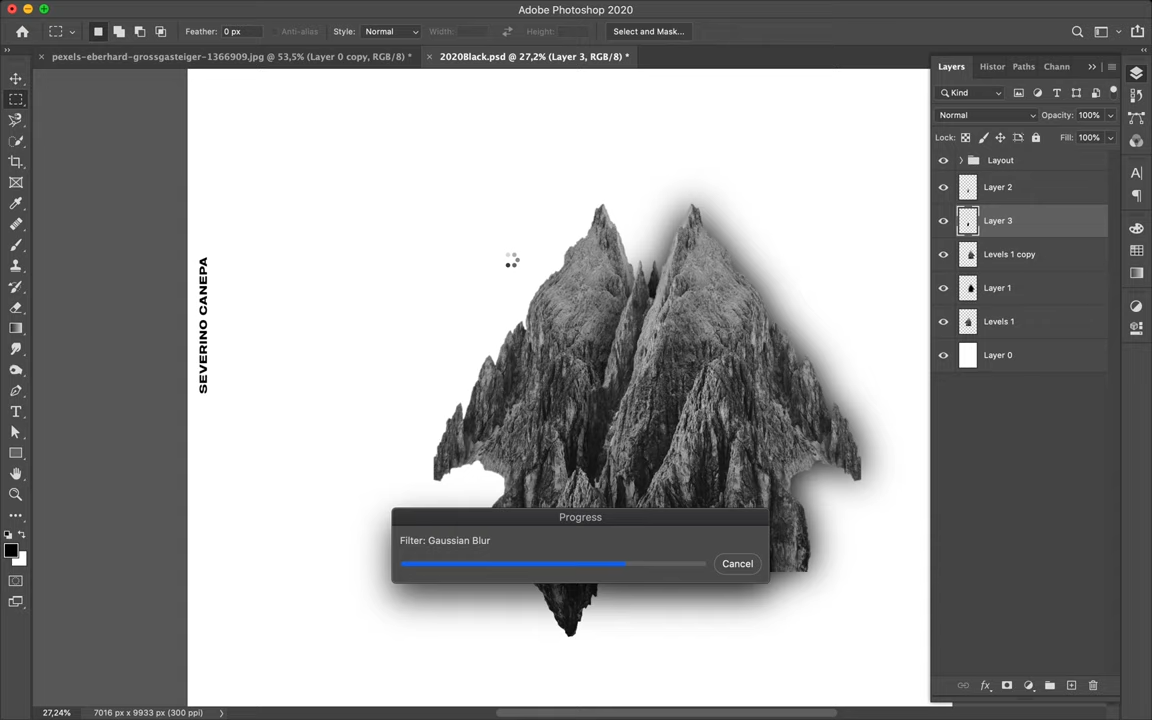 Adobe Photoshop 2020
Feather: 0 px Anti-alias Style: Normal Width: Height: Select and Mask...
pexels-eberhard-grossgasteiger-1366909.jpg @ 53,5% (Layer 0 copy, RGB/8) * 2020Black.psd @ 27,2% (Layer 3, RGB/8) *
Layers Histor Paths Chann
Kind
Normal Opacity: 100%
Lock: Fill: 100%
Layout
Layer 2
Layer 3
Levels 1 copy
Layer 1
Levels 1
Layer 0
SEVERINO CANEPA
Progress
Filter: Gaussian Blur
Cancel
27,24% 7016 px x 9933 px (300 ppi)